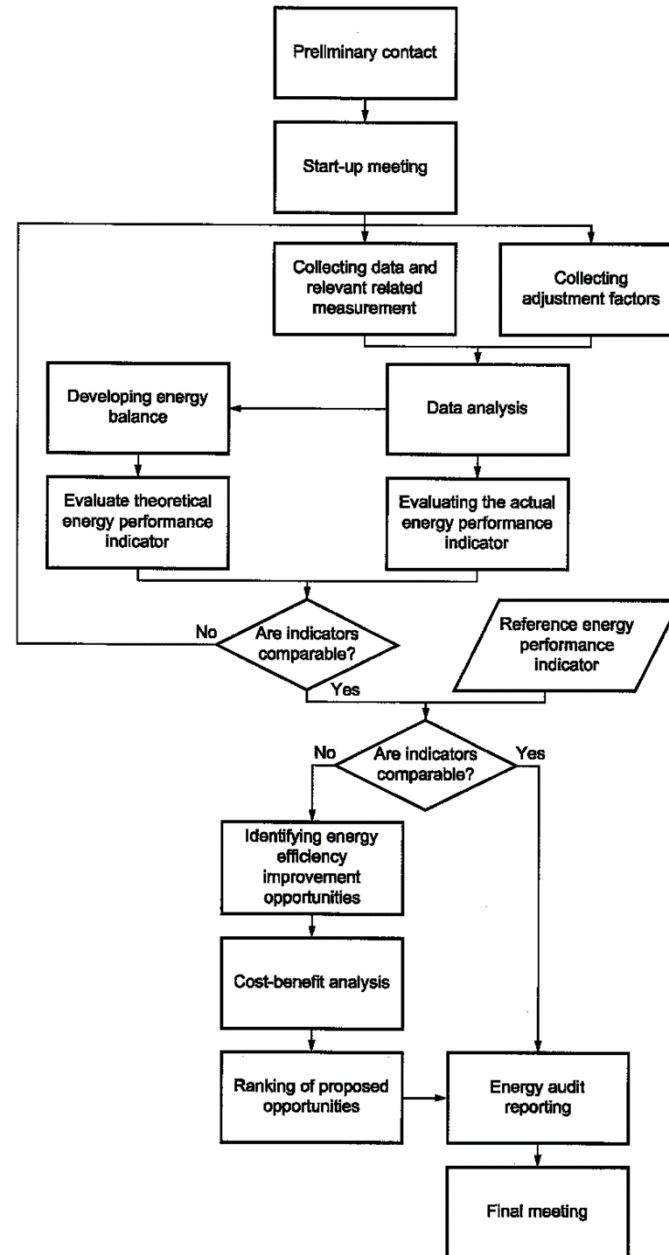 Preliminary contact
Start-up meeting
Collecting data and
relevant related
measurement
Collecting
adjustment factors
Developing energy
balance
Data analysis
Evaluate theoretical
energy performance
indicator
Evaluating the actual
energy performance
indicator
No
Are indicators
comparable?
Yes
Reference energy
performance
indicator
No
Are indicators
comparable?
Yes
Identifying energy
efficiency
improvement
opportunities
Cost-benefit analysis
Ranking of proposed
opportunities
Energy audit
reporting
Final meeting